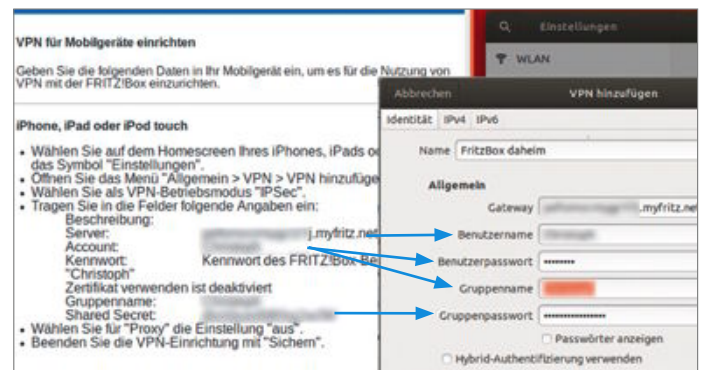 VPN für Mobilgeräte einrichten
Geben Sie die folgenden Daten in Ihr Mobilgerät ein, um es für die Nutzung von
VPN mit der FRITZ!Box einzurichten.
iPhone, iPad oder iPod touch
• Wählen Sie auf dem Homescreen Ihres iPhones, iPads od
das Symbol "Einstellungen".
• Öffnen Sie das Menü "Allgemein > VPN > VPN hinzufüge
• Wählen Sie als VPN-Betriebsmodus "IPSec".
• Tragen Sie in die Felder folgende Angaben ein:
Beschreibung:
Server: j.myfritz.net
Account:
Kennwort: Kennwort des FRITZ!Box-Be
"Christoph"
Zertifikat verwenden ist deaktiviert
Gruppenname:
Shared Secret:
• Wählen Sie für "Proxy" die Einstellung "aus".
• Beenden Sie die VPN-Einrichtung mit "Sichern".
Einstellungen
WLAN
Abbrechen VPN hinzufügen
Identität IPv4 IPv6
Name FritzBox daheim
Allgemein
Gateway .myfritz.ne
Benutzername
Benutzerpasswort ••••••••
Gruppenname
Gruppenpasswort ••••••••••••••••
Passwörter anzeigen
Hybrid-Authentifizierung verwenden